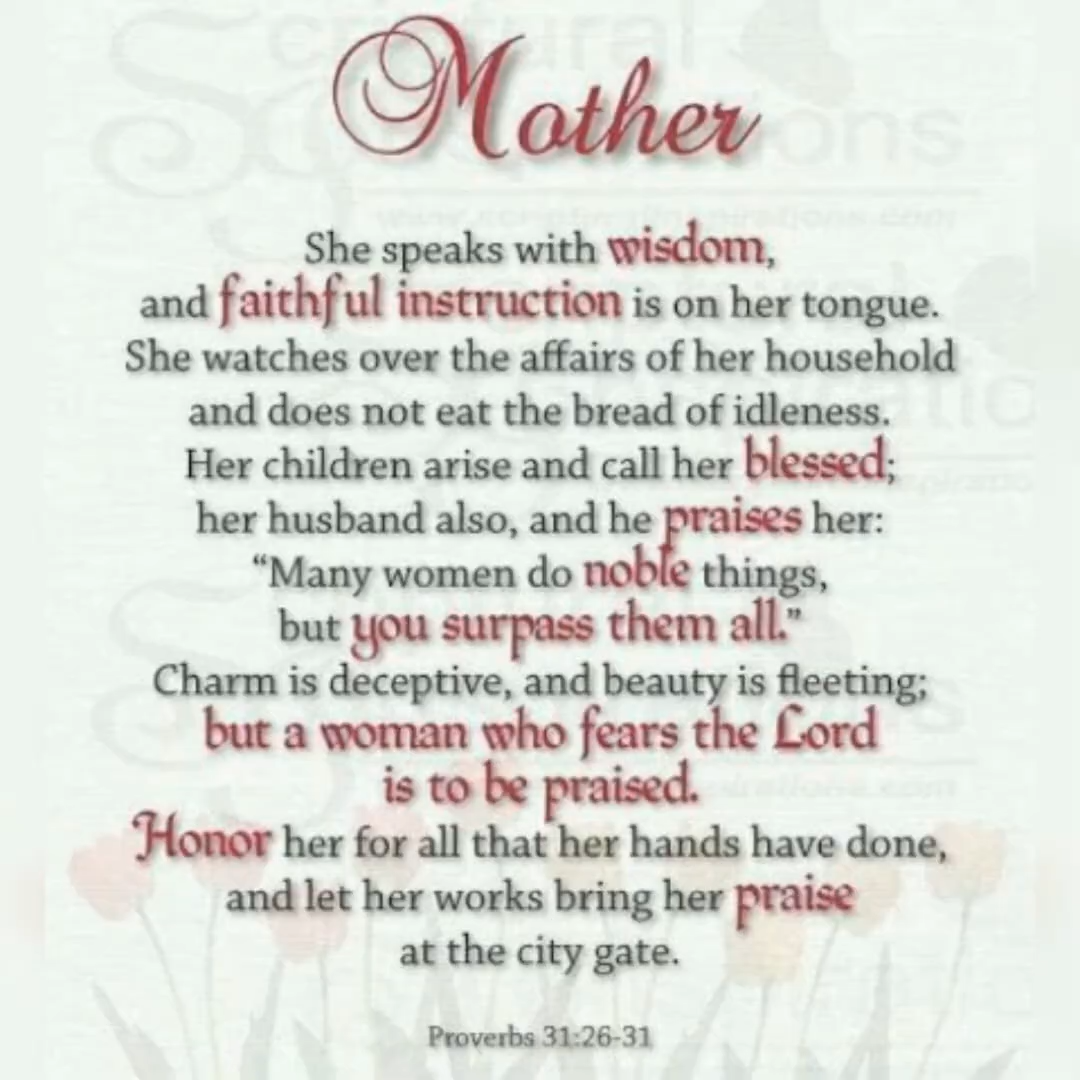 Mother
She speaks with wisdom,
and faithful instruction is on her tongue.
She watches over the affairs of her household
and does not eat the bread of idleness.
Her children arise and call her blessed;
her husband also, and he praises her:
“Many women do noble things,
but you surpass them all.”
Charm is deceptive, and beauty is fleeting;
but a woman who fears the Lord
is to be praised.
Honor her for all that her hands have done,
and let her works bring her praise
at the city gate.
Proverbs 31:26-31